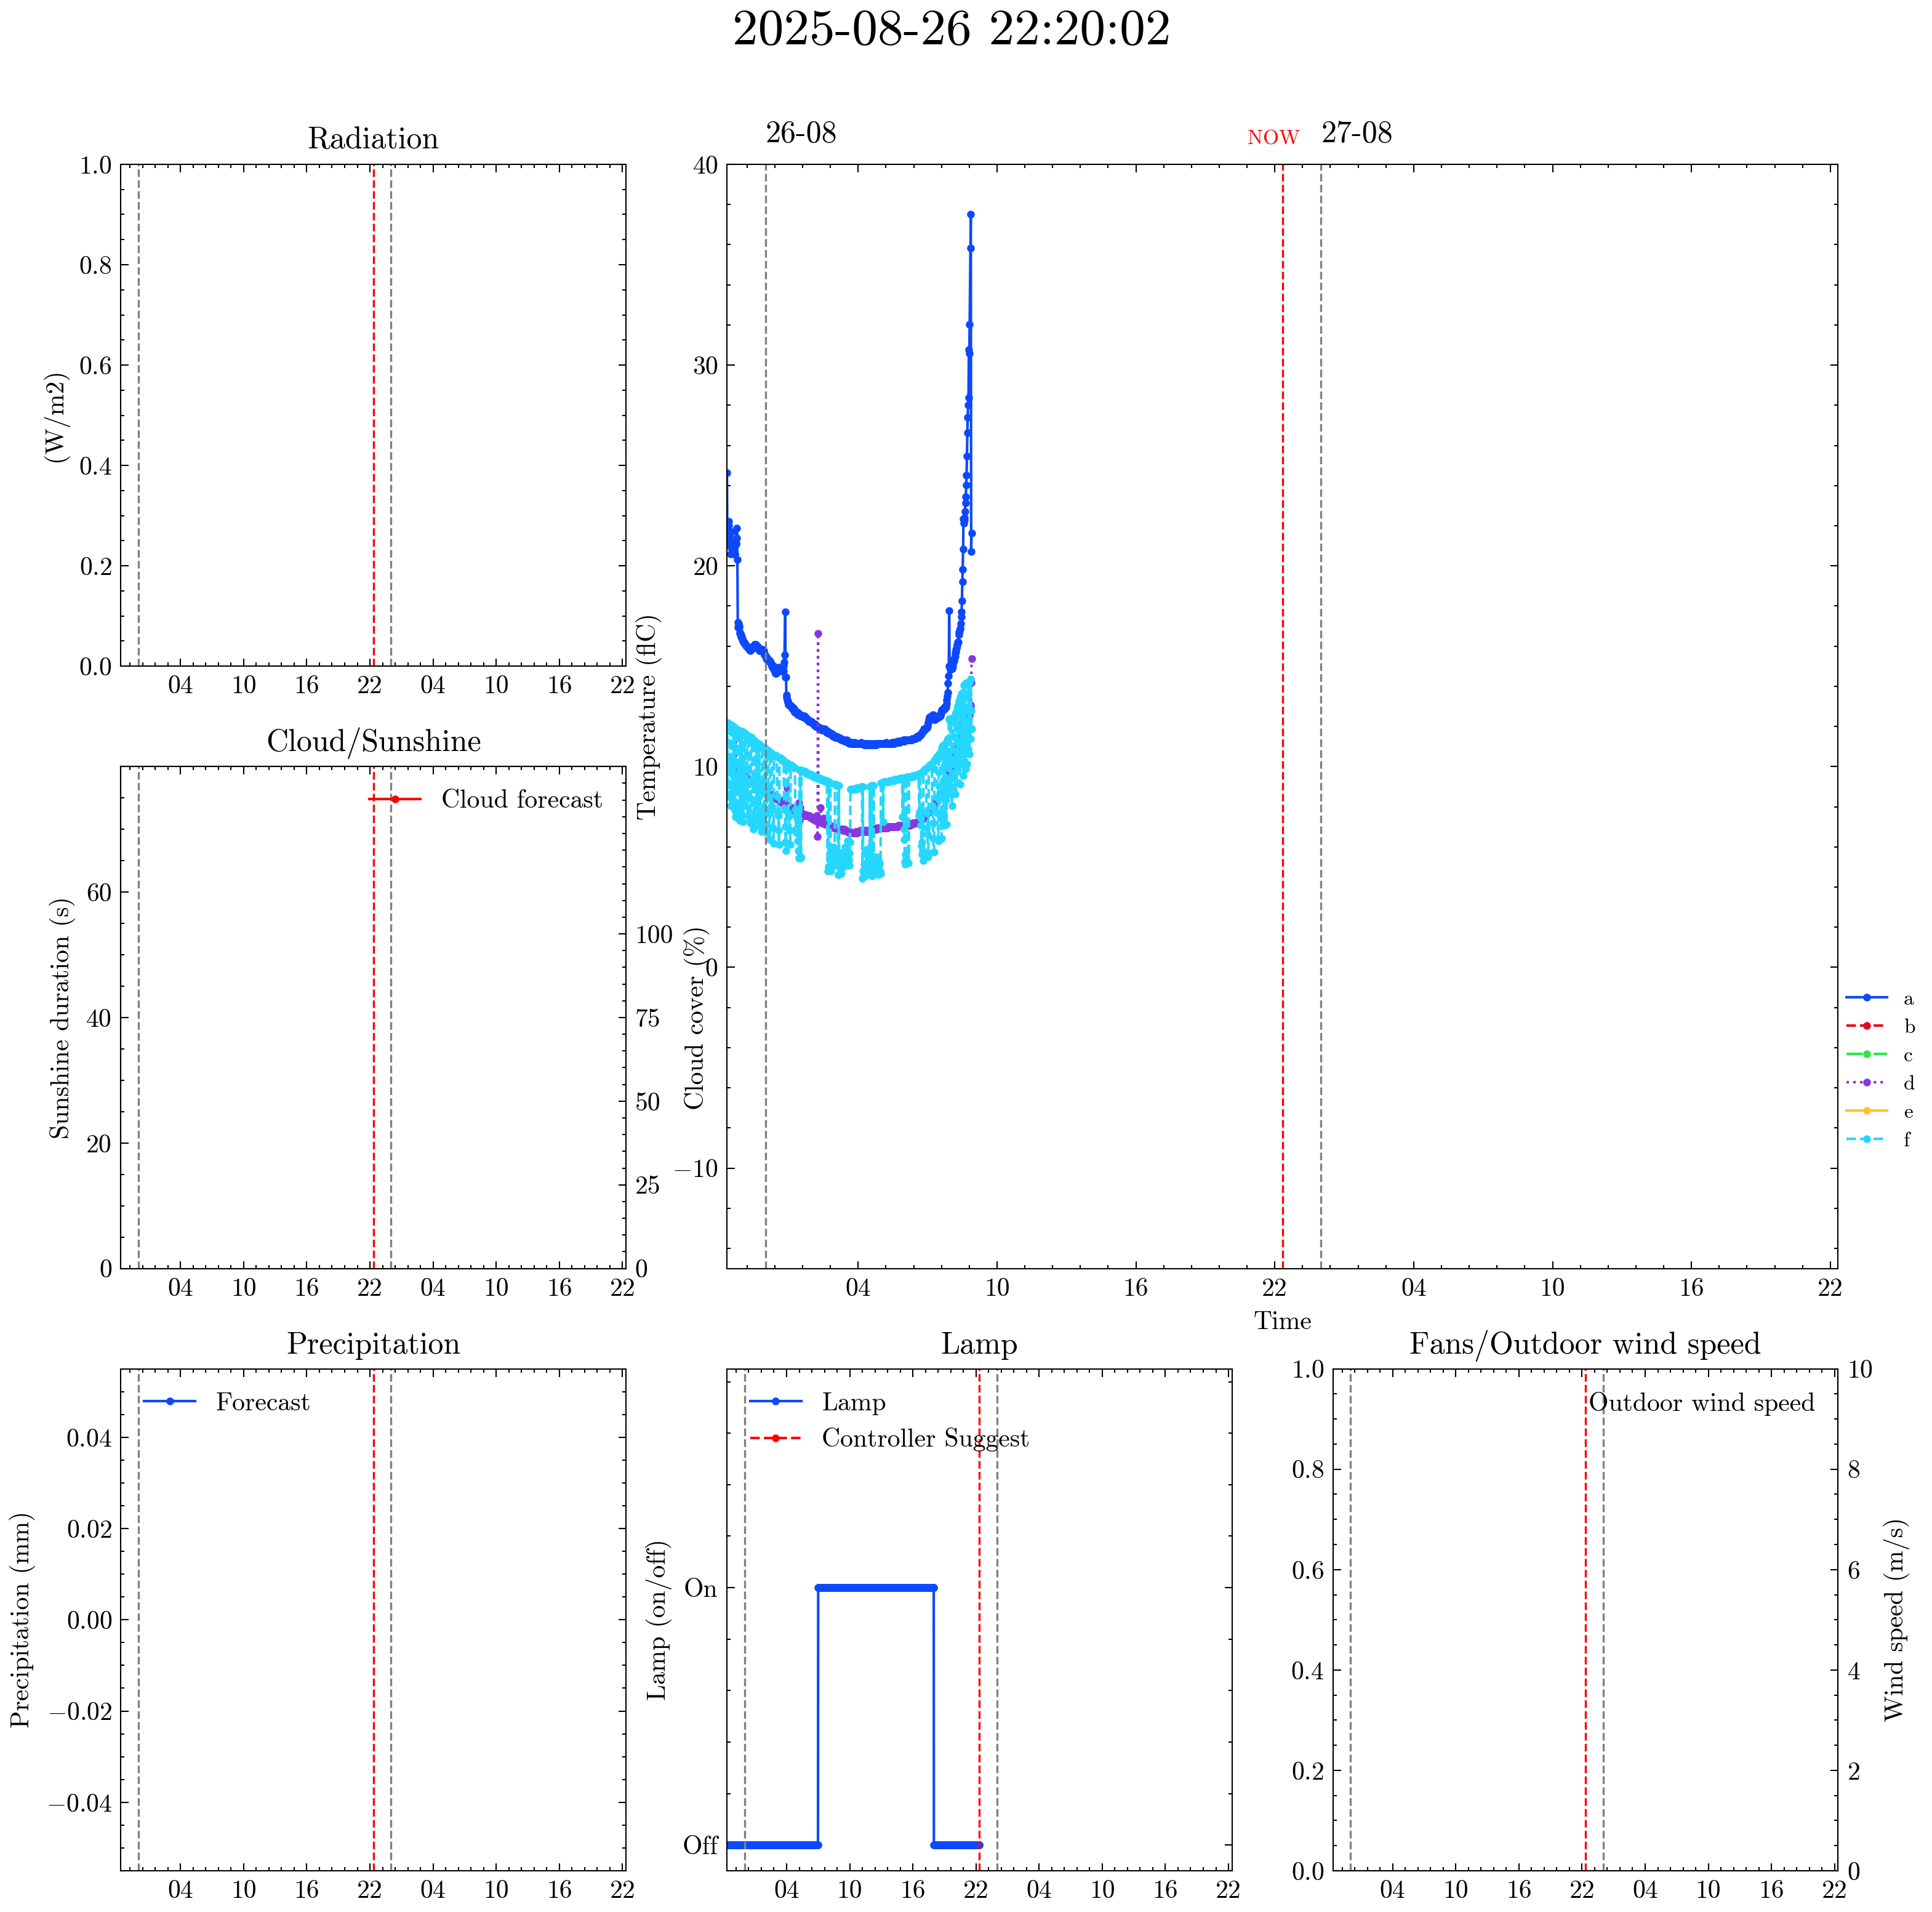 2025-08-26 22:20:02
Radiation
(W/m2)
1.0
0.8
0.6
0.4
0.2
0.0
04 10 16 22 04 10 16 22
26-08
NOW
27-08
Temperature (flC)
40
30
20
10
0
−10
04 10 16 22 04 10 16 22
Time
a
b
c
d
e
f
Cloud/Sunshine
Cloud forecast
Sunshine duration (s)
60
40
20
0
Cloud cover (%)
100
75
50
25
0
04 10 16 22 04 10 16 22
Precipitation
Forecast
Precipitation (mm)
0.04
0.02
0.00
−0.02
−0.04
04 10 16 22 04 10 16 22
Lamp
Lamp
Controller Suggest
Lamp (on/off)
On
Off
04 10 16 22 04 10 16 22
Fans/Outdoor wind speed
Outdoor wind speed
1.0
0.8
0.6
0.4
0.2
0.0
10
8
6
4
2
0
Wind speed (m/s)
04 10 16 22 04 10 16 22